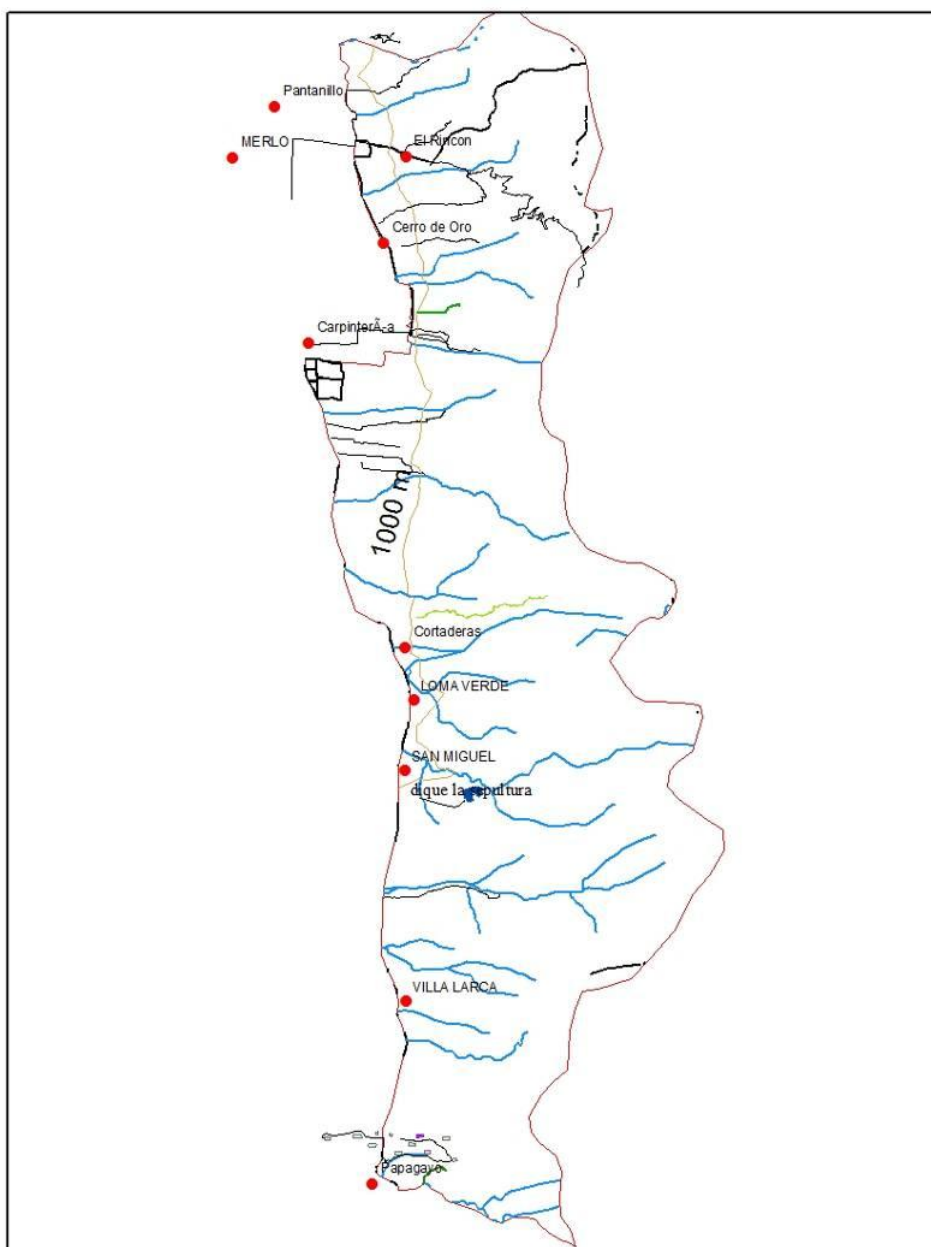 Pantanillo
MERLO
El Rincon
Cerro de Oro
CarpinterÃ-a
1000 m
Cortaderas
LOMA VERDE
SAN MIGUEL
dique la sepultura
VILLA LARCA
Papagayo